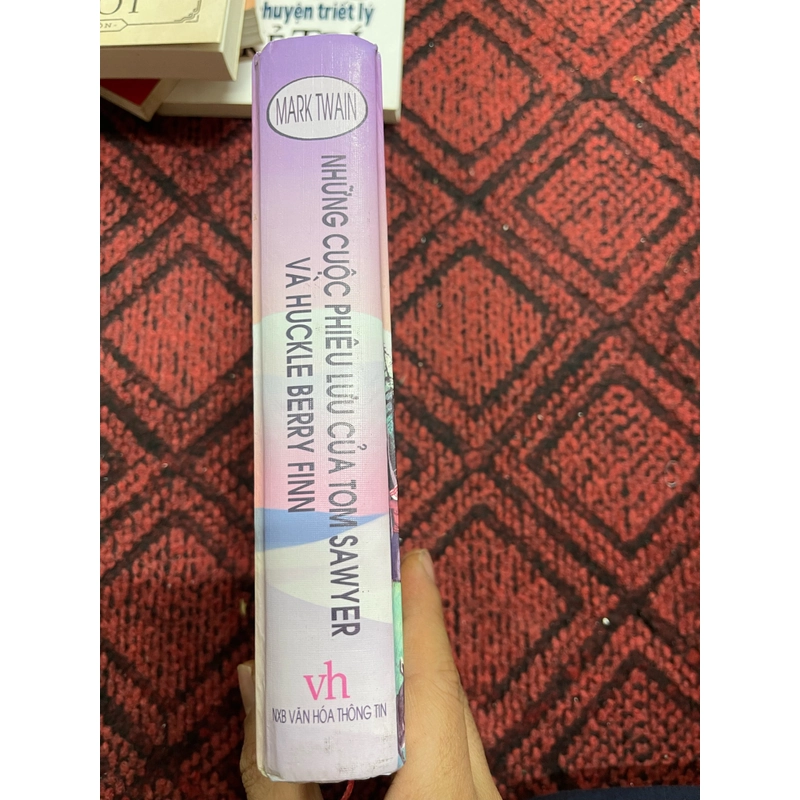 huyện triết lý
MARK TWAIN
NHỮNG CUỘC PHIÊU LƯU CỦA TOM SAWYER
VÀ HUCKLE BERRY FINN
vh
NXB VĂN HÓA THÔNG TIN